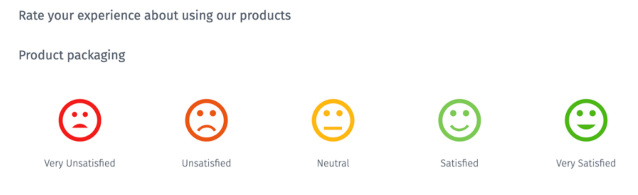 Rate your experience about using our products
Product packaging
Very Unsatisfied Unsatisfied Neutral Satisfied Very Satisfied